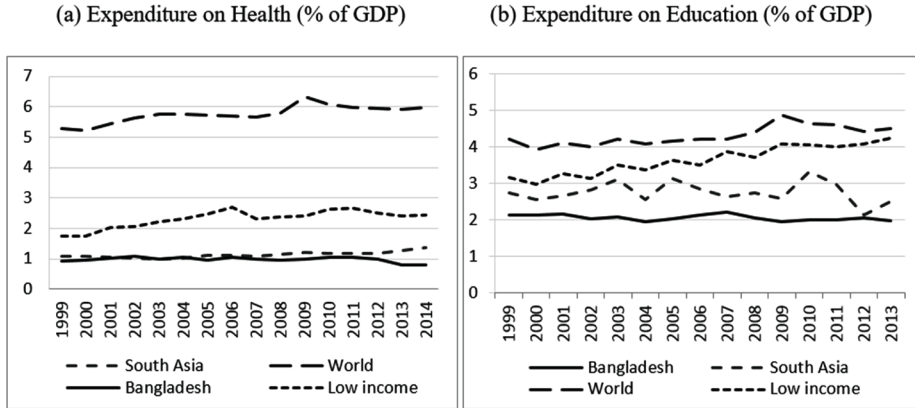 (a) Expenditure on Health (% of GDP)
7
6
5
4
3
2
1
0
1999 2000 2001 2002 2003 2004 2005 2006 2007 2008 2009 2010 2011 2012 2013 2014
South Asia World
Bangladesh Low income
(b) Expenditure on Education (% of GDP)
6
5
4
3
2
1
0
1999 2000 2001 2002 2003 2004 2005 2006 2007 2008 2009 2010 2011 2012 2013
Bangladesh South Asia
World Low income